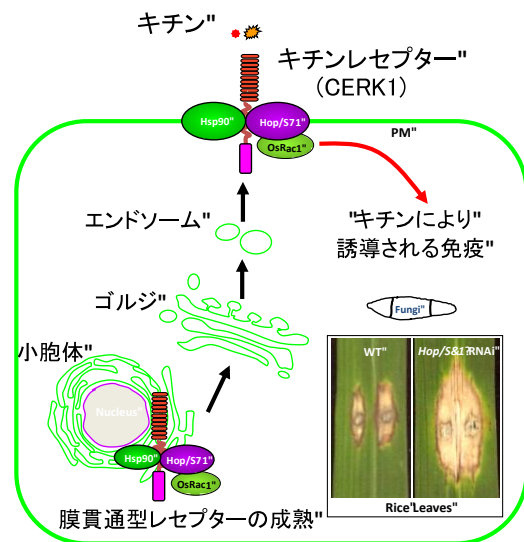 キチン"
キチンレセプター"
（CERK1）
Hsp90"
Hop/S71"
OsRac1"
PM"
エンドソーム"
"キチンにより"
誘導される免疫"
ゴルジ"
Fungi"
小胞体"
WT"
Hop/S&1?RNAi"
Nucleus"
Hsp90"
Hop/S71"
OsRac1"
Rice'Leaves"
膜貫通型レセプターの成熟"